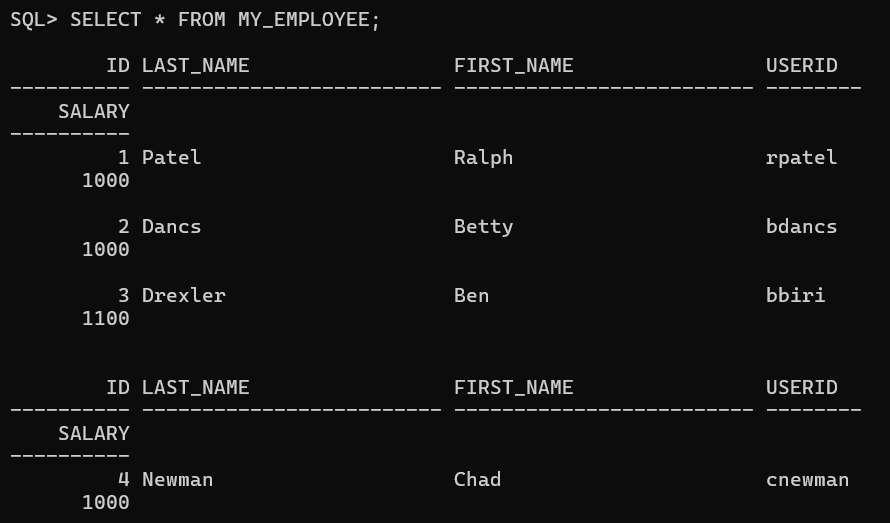 SQL> SELECT * FROM MY_EMPLOYEE;
        ID LAST_NAME                 FIRST_NAME                USERID
---------- ------------------------- ------------------------- --------
    SALARY
----------
         1 Patel                     Ralph                     rpatel
      1000
         2 Dancs                     Betty                     bdancs
      1000
         3 Drexler                   Ben                       bbiri
      1100
        ID LAST_NAME                 FIRST_NAME                USERID
---------- ------------------------- ------------------------- --------
    SALARY
----------
         4 Newman                    Chad                      cnewman
      1000